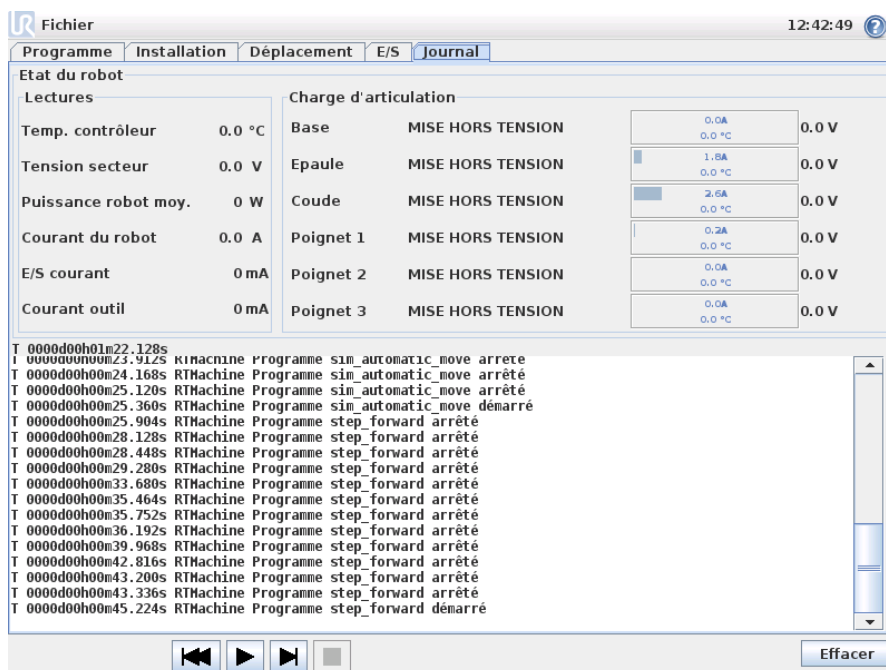 UR Fichier 12:42:49 ?
Programme Installation Déplacement E/S Journal
Etat du robot
Lectures
Temp. contrôleur 0.0 °C
Tension secteur 0.0 V
Puissance robot moy. 0 W
Courant du robot 0.0 A
E/S courant 0 mA
Courant outil 0 mA
Charge d'articulation
Base MISE HORS TENSION 0.0A 0.0 °C 0.0 V
Epaule MISE HORS TENSION 1.8A 0.0 °C 0.0 V
Coude MISE HORS TENSION 2.6A 0.0 °C 0.0 V
Poignet 1 MISE HORS TENSION 0.2A 0.0 °C 0.0 V
Poignet 2 MISE HORS TENSION 0.0A 0.0 °C 0.0 V
Poignet 3 MISE HORS TENSION 0.0A 0.0 °C 0.0 V
T 0000d00h01m22.128s
T 0000d00h00m23.912s RTMachine Programme sim_automatic_move arrêté
T 0000d00h00m24.168s RTMachine Programme sim_automatic_move arrêté
T 0000d00h00m25.120s RTMachine Programme sim_automatic_move arrêté
T 0000d00h00m25.360s RTMachine Programme sim_automatic_move démarré
T 0000d00h00m25.904s RTMachine Programme step_forward arrêté
T 0000d00h00m28.128s RTMachine Programme step_forward arrêté
T 0000d00h00m28.448s RTMachine Programme step_forward arrêté
T 0000d00h00m29.280s RTMachine Programme step_forward arrêté
T 0000d00h00m33.680s RTMachine Programme step_forward arrêté
T 0000d00h00m35.464s RTMachine Programme step_forward arrêté
T 0000d00h00m35.752s RTMachine Programme step_forward arrêté
T 0000d00h00m36.192s RTMachine Programme step_forward arrêté
T 0000d00h00m39.968s RTMachine Programme step_forward arrêté
T 0000d00h00m42.816s RTMachine Programme step_forward arrêté
T 0000d00h00m43.200s RTMachine Programme step_forward arrêté
T 0000d00h00m43.336s RTMachine Programme step_forward arrêté
T 0000d00h00m45.224s RTMachine Programme step_forward démarré
Effacer